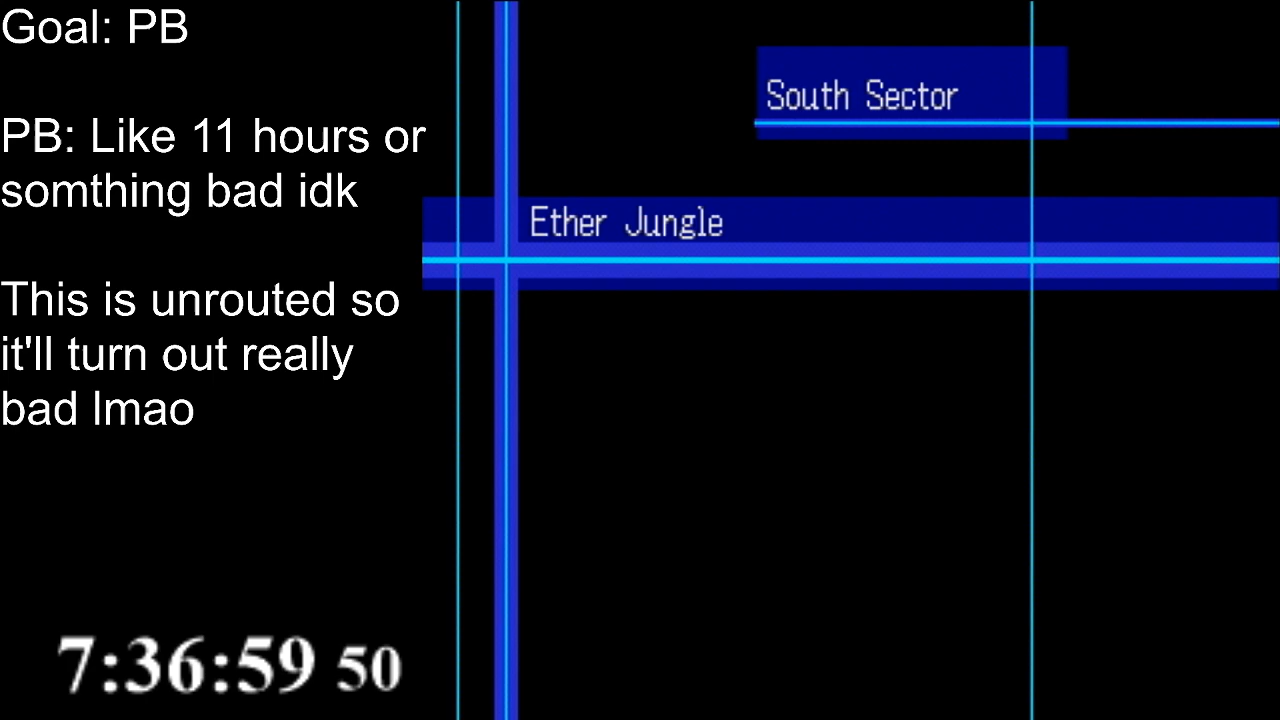 Goal: PB
PB: Like 11 hours or
somthing bad idk
This is unrouted so
it'll turn out really
bad lmao
7:36:59 50
South Sector
Ether Jungle